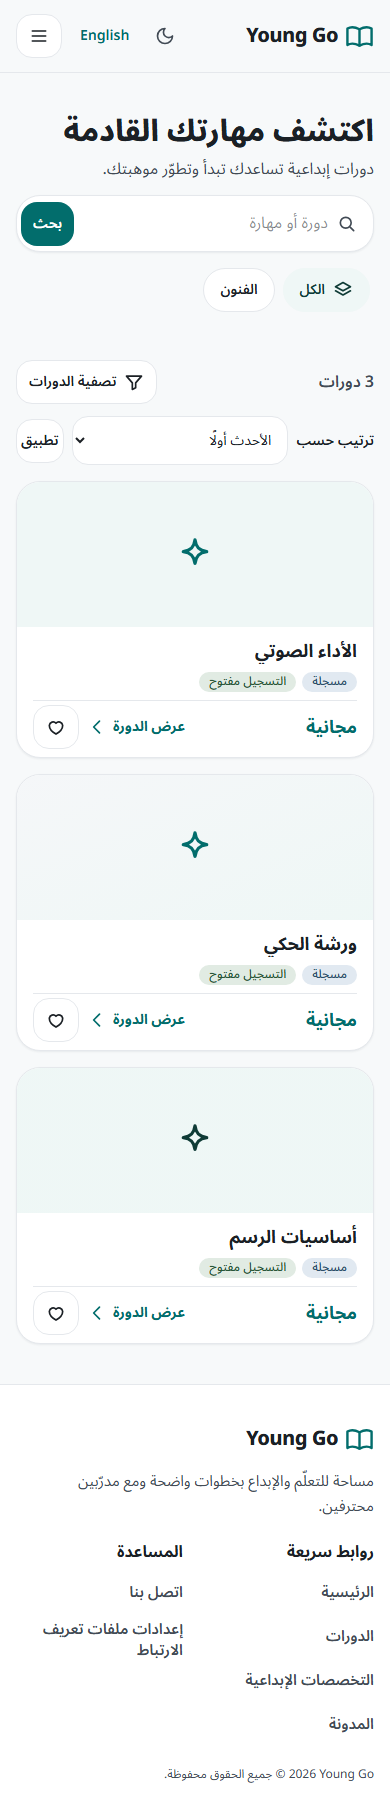 Young Go
English
اكتشف مهارتك القادمة
دورات إبداعية تساعدك تبدأ وتطوّر موهبتك.
دورة أو مهارة
بحث
الكل
الفنون
3 دورات
تصفية الدورات
ترتيب حسب
الأحدث أولًا
تطبيق
الأداء الصوتي
مسجلة
التسجيل مفتوح
مجانية
عرض الدورة
ورشة الحكي
مسجلة
التسجيل مفتوح
مجانية
عرض الدورة
أساسيات الرسم
مسجلة
التسجيل مفتوح
مجانية
عرض الدورة
Young Go
مساحة للتعلّم والإبداع بخطوات واضحة ومع مدرّبين
محترفين.
روابط سريعة
الرئيسية
الدورات
التخصصات الإبداعية
المدونة
المساعدة
اتصل بنا
إعدادات ملفات تعريف
الارتباط
Young Go 2026 © جميع الحقوق محفوظة.